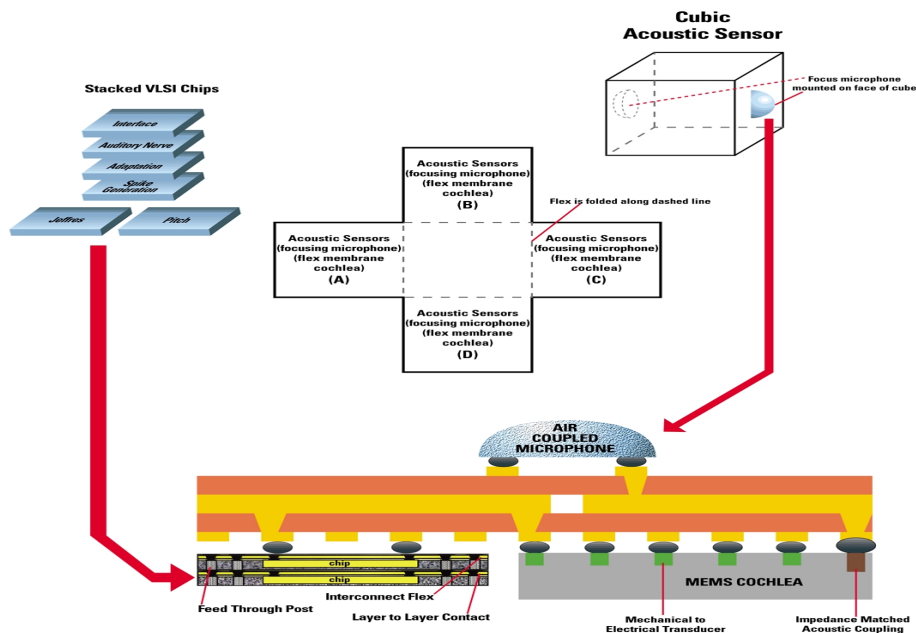 Cubic
Acoustic Sensor
Focus microphone
mounted on face of cube
Stacked VLSI Chips
Interface
Auditory Nerve
Adaptation
Spike
Generation
Jeffres
Pitch
Acoustic Sensors
(focusing microphone)
(flex membrane
cochlea)
(B)
Flex is folded along dashed line
Acoustic Sensors
(focusing microphone)
(flex membrane
cochlea)
(A)
Acoustic Sensors
(focusing microphone)
(flex membrane
cochlea)
(C)
Acoustic Sensors
(focusing microphone)
(flex membrane
cochlea)
(D)
AIR
COUPLED
MICROPHONE
chip
chip
Feed Through Post
Interconnect Flex
Layer to Layer Contact
MEMS COCHLEA
Mechanical to
Electrical Transducer
Impedance Matched
Acoustic Coupling